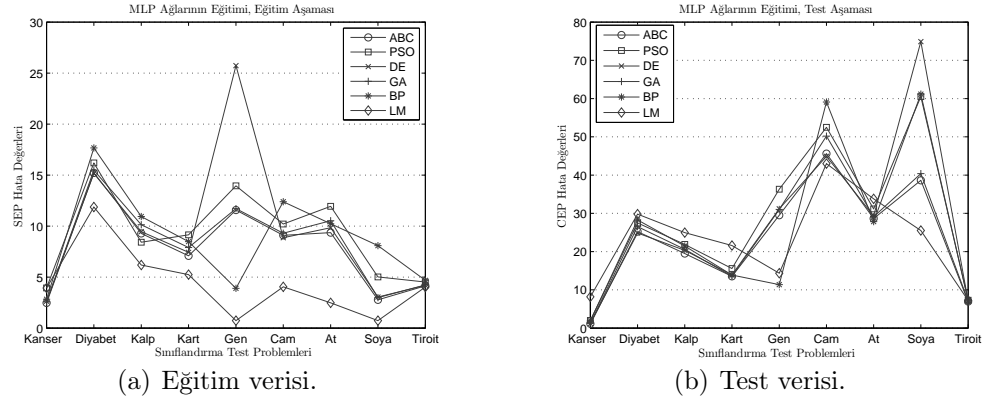 MLP Ağlarının Eğitimi, Eğitim Aşaması
30
25
20
15
10
5
0
SEP Hata Değerleri
ABC
PSO
DE
GA
BP
LM
Kanser Diyabet Kalp Kart Gen Cam At Soya Tiroit
Sınıflandırma Test Problemleri
(a) Eğitim verisi.
MLP Ağlarının Eğitimi, Test Aşaması
80
70
60
50
40
30
20
10
0
CEP Hata Değerleri
ABC
PSO
DE
GA
BP
LM
Kanser Diyabet Kalp Kart Gen Cam At Soya Tiroit
Sınıflandırma Test Problemleri
(b) Test verisi.